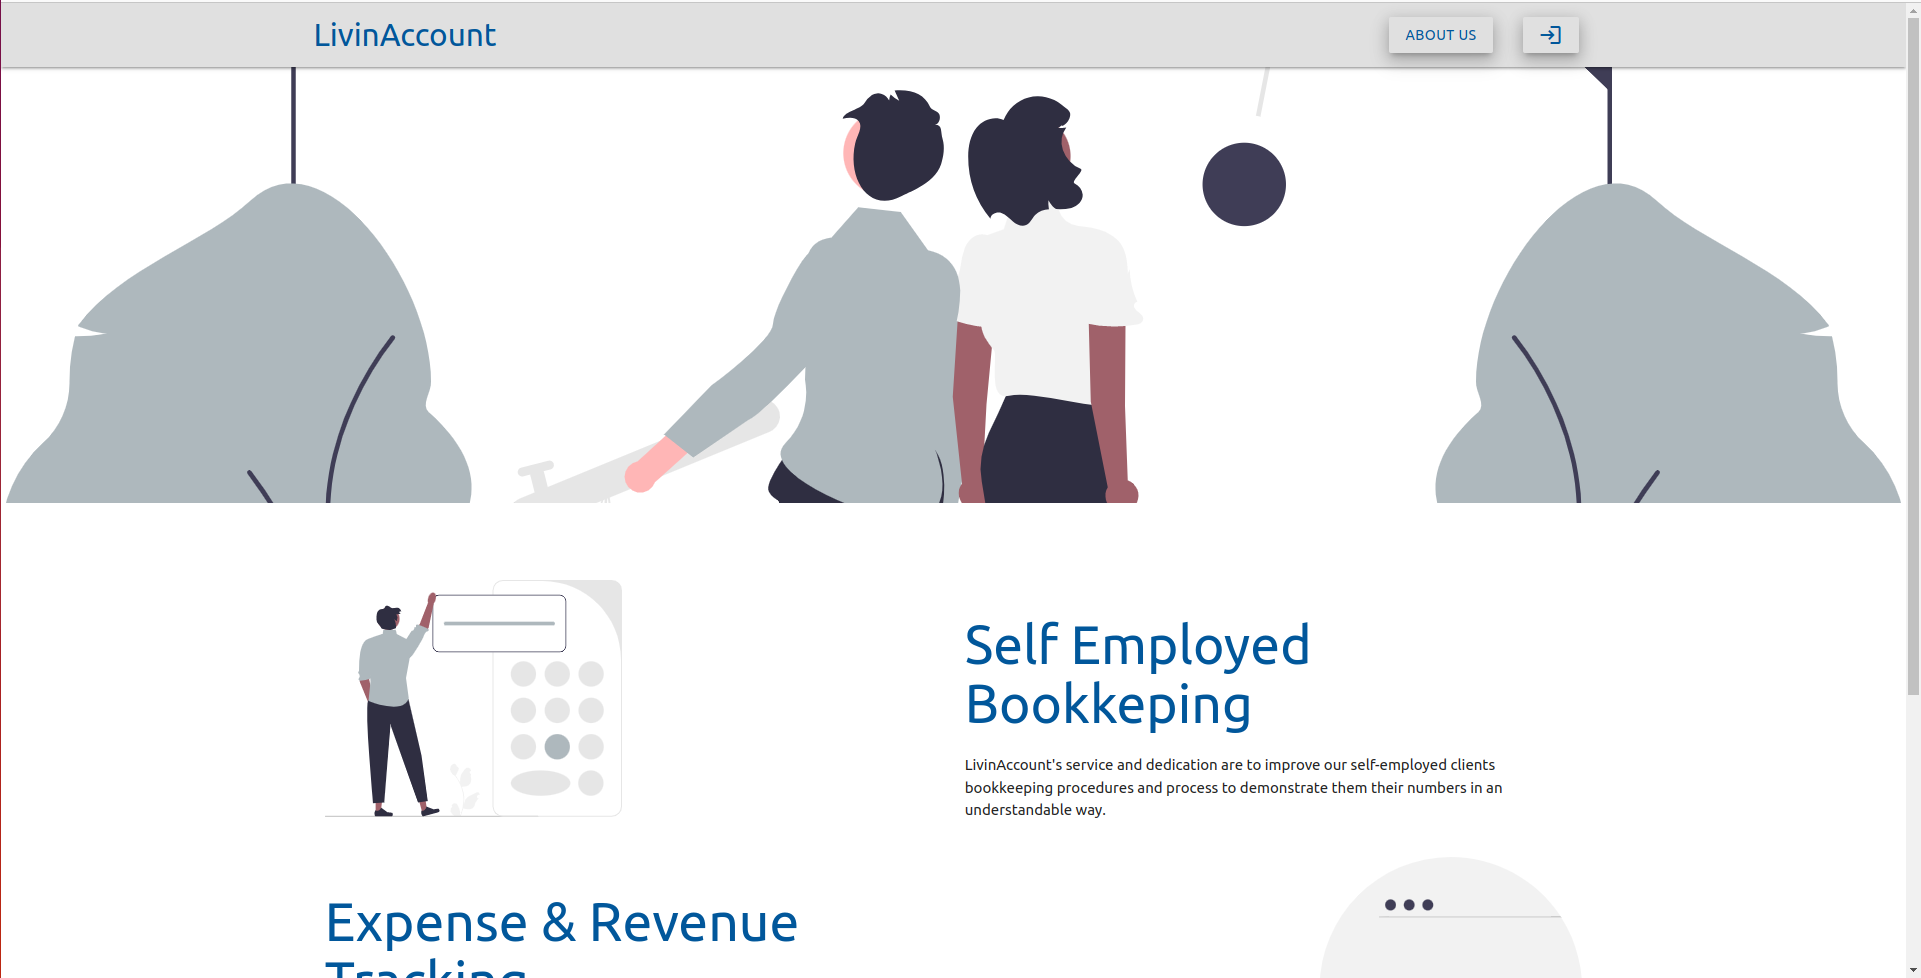 LivinAccount
ABOUT US
Self Employed
Bookkeping
LivinAccount's service and dedication are to improve our self-employed clients
bookkeeping procedures and process to demonstrate them their numbers in an
understandable way.
Expense & Revenue
Tracking